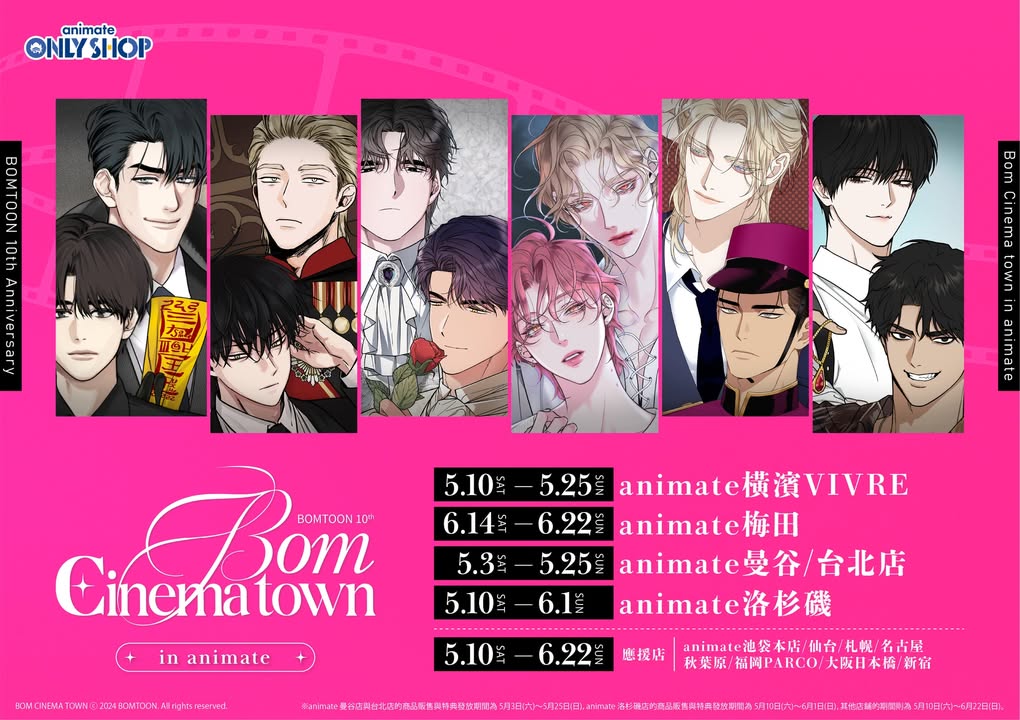 animate
ONLY SHOP
BOMTOON 10th Anniversary
Bom Cinema town in animate
BOMTOON 10th
Bom
Cinema town
in animate
5.10 SAT — 5.25 SUN animate橫濱VIVRE
6.14 SAT — 6.22 SUN animate梅田
5.3 SAT — 5.25 SUN animate曼谷/台北店
5.10 SAT — 6.1 SUN animate洛杉磯
5.10 SAT — 6.22 SUN 應援店
animate池袋本店/仙台/札幌/名古屋
秋葉原/福岡PARCO/大阪日本橋/新宿
BOM CINEMA TOWN ⓒ 2024 BOMTOON. All rights reserved.
※animate 曼谷店與台北店的商品販售與特典發放期間為 5月3日(六)～5月25日(日), animate 洛杉磯店的商品販售與特典發放期間為 5月10日(六)～6月1日(日), 其他店鋪的期間則為 5月10日(六)～6月22日(日)。